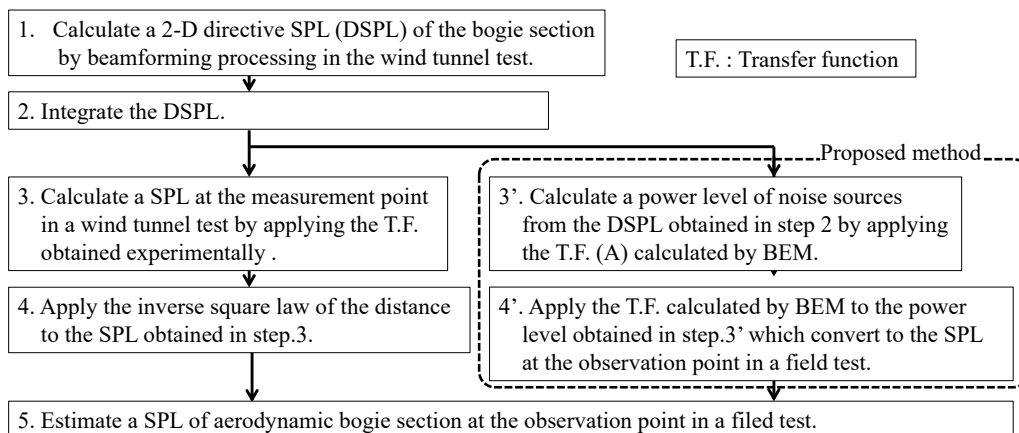 1. Calculate a 2-D directive SPL (DSPL) of the bogie section
by beamforming processing in the wind tunnel test.
T.F. : Transfer function
2. Integrate the DSPL.
Proposed method
3. Calculate a SPL at the measurement point
in a wind tunnel test by applying the T.F.
obtained experimentally .
3’. Calculate a power level of noise sources
from the DSPL obtained in step 2 by applying
the T.F. (A) calculated by BEM.
4. Apply the inverse square law of the distance
to the SPL obtained in step.3.
4’. Apply the T.F. calculated by BEM to the power
level obtained in step.3’ which convert to the SPL
at the observation point in a field test.
5. Estimate a SPL of aerodynamic bogie section at the observation point in a filed test.